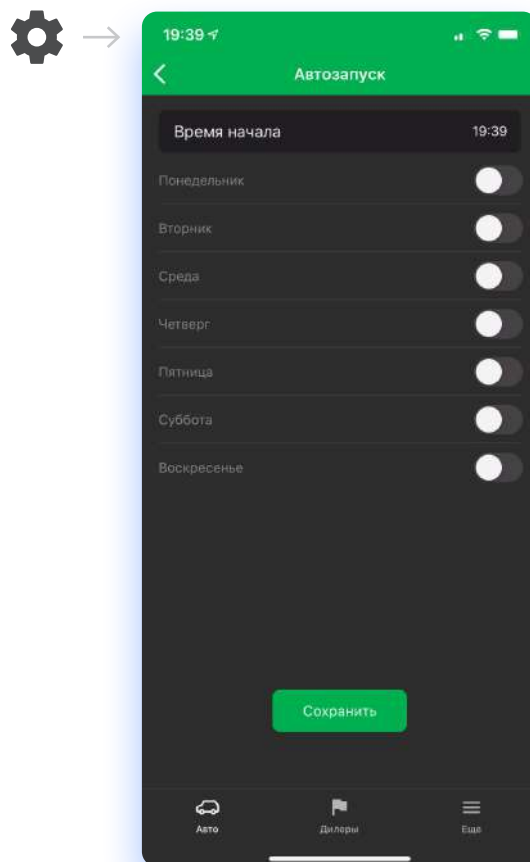 19:39
Автозапуск
Время начала 19:39
Понедельник
Вторник
Среда
Четверг
Пятница
Суббота
Воскресенье
Сохранить
Авто Дилеры Еще